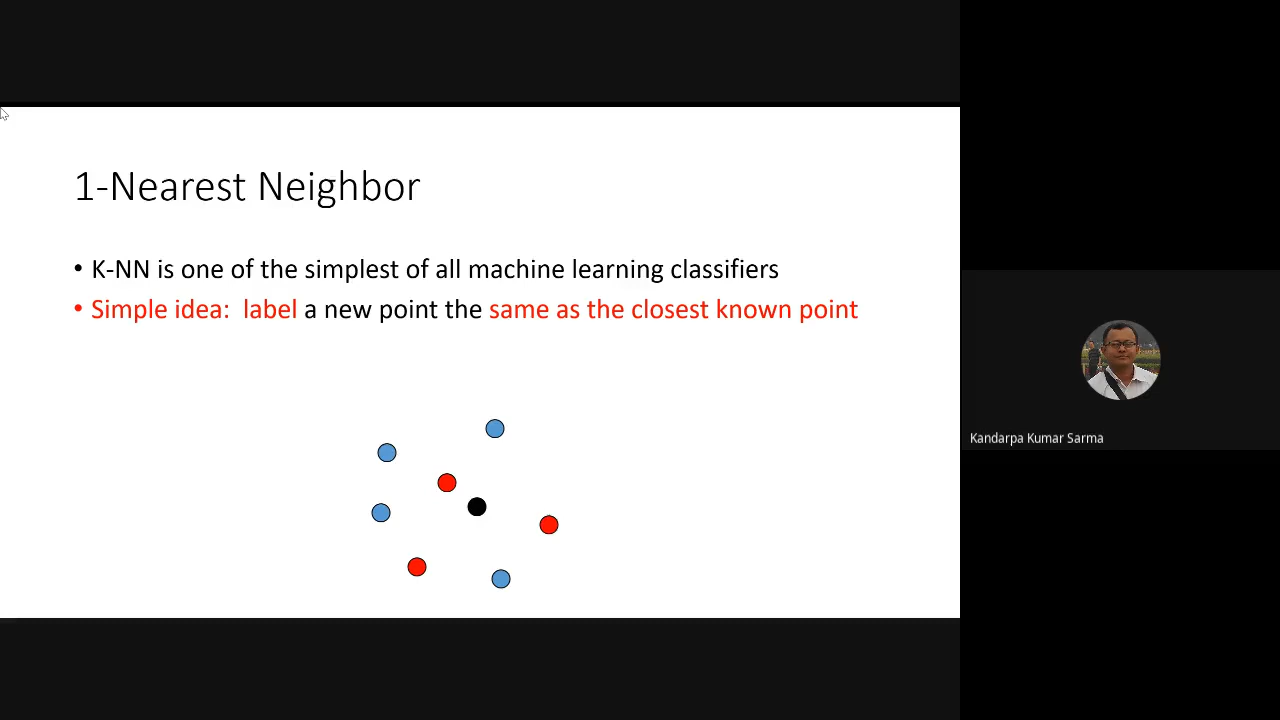 1-Nearest Neighbor
• K-NN is one of the simplest of all machine learning classifiers
• Simple idea:  label a new point the same as the closest known point
Kandarpa Kumar Sarma